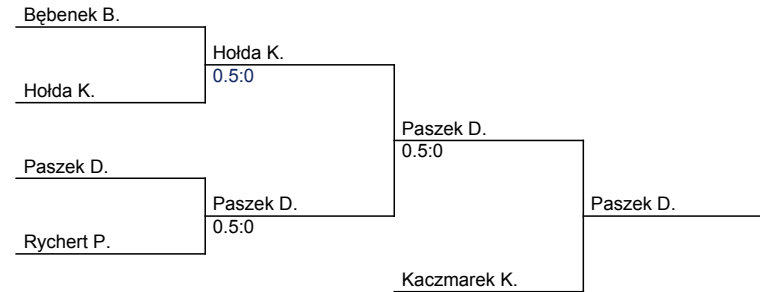 Bębenek B.
Hołda K.
0.5:0
Hołda K.
Paszek D.
0.5:0
Paszek D.
Paszek D.
0.5:0
Paszek D.
Rychert P.
Kaczmarek K.